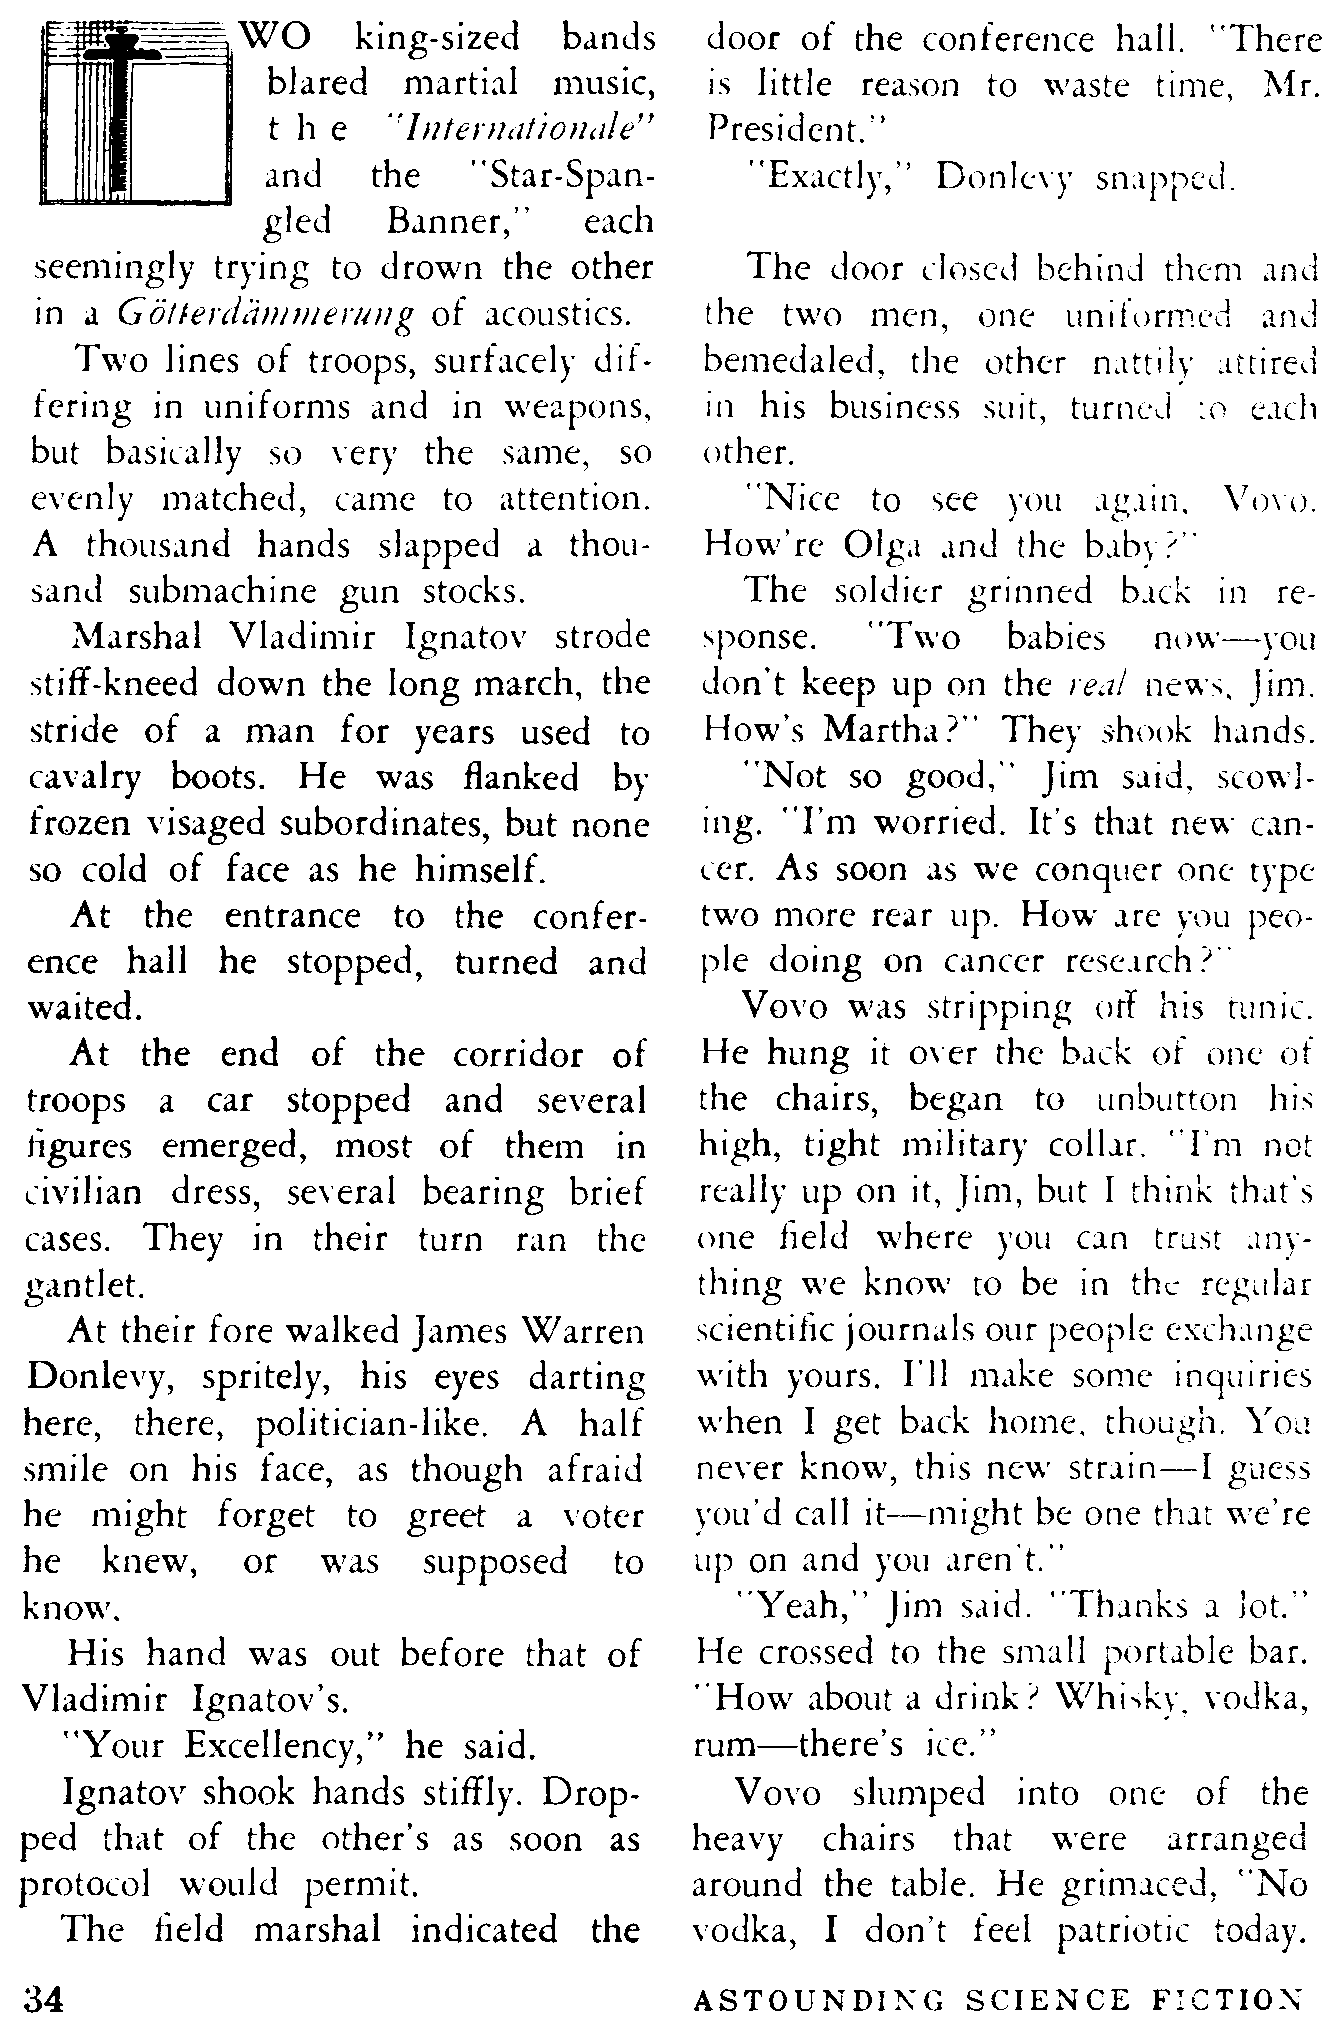 TWO king-sized bands
blared martial music,
the "Internationale"
and the "Star-Span-
gled Banner," each
seemingly trying to drown the other
in a Götterdämmerung of acoustics.
Two lines of troops, surfacely dif-
fering in uniforms and in weapons,
but basically so very the same, so
evenly matched, came to attention.
A thousand hands slapped a thou-
sand submachine gun stocks.
Marshal Vladimir Ignatov strode
stiff-kneed down the long march, the
stride of a man for years used to
cavalry boots. He was flanked by
frozen visaged subordinates, but none
so cold of face as he himself.
At the entrance to the confer-
ence hall he stopped, turned and
waited.
At the end of the corridor of
troops a car stopped and several
figures emerged, most of them in
civilian dress, several bearing brief
cases. They in their turn ran the
gantlet.
At their fore walked James Warren
Donlevy, spritely, his eyes darting
here, there, politician-like. A half
smile on his face, as though afraid
he might forget to greet a voter
he knew, or was supposed to
know.
His hand was out before that of
Vladimir Ignatov's.
"Your Excellency," he said.
Ignatov shook hands stiffly. Drop-
ped that of the other's as soon as
protocol would permit.
The field marshal indicated the
door of the conference hall. "There
is little reason to waste time, Mr.
President."
"Exactly," Donlevy snapped.
The door closed behind them and
the two men, one uniformed and
bemedaled, the other nattily attired
in his business suit, turned to each
other.
"Nice to see you again, Vovo.
How're Olga and the baby?"
The soldier grinned back in re-
sponse. "Two babies now—you
don't keep up on the real news, Jim.
How's Martha?" They shook hands.
"Not so good," Jim said, scowl-
ing. "I'm worried. It's that new can-
cer. As soon as we conquer one type
two more rear up. How are you peo-
ple doing on cancer research?"
Vovo was stripping off his tunic.
He hung it over the back of one of
the chairs, began to unbutton his
high, tight military collar. "I'm not
really up on it, Jim, but I think that's
one field where you can trust any-
thing we know to be in the regular
scientific journals our people exchange
with yours. I'll make some inquiries
when I get back home, though. You
never know, this new strain—I guess
you'd call it—might be one that we're
up on and you aren't."
"Yeah," Jim said. "Thanks a lot."
He crossed to the small portable bar.
"How about a drink? Whisky, vodka,
rum—there's ice."
Vovo slumped into one of the
heavy chairs that were arranged
around the table. He grimaced, "No
vodka, I don't feel patriotic today.
34
ASTOUNDING SCIENCE FICTION